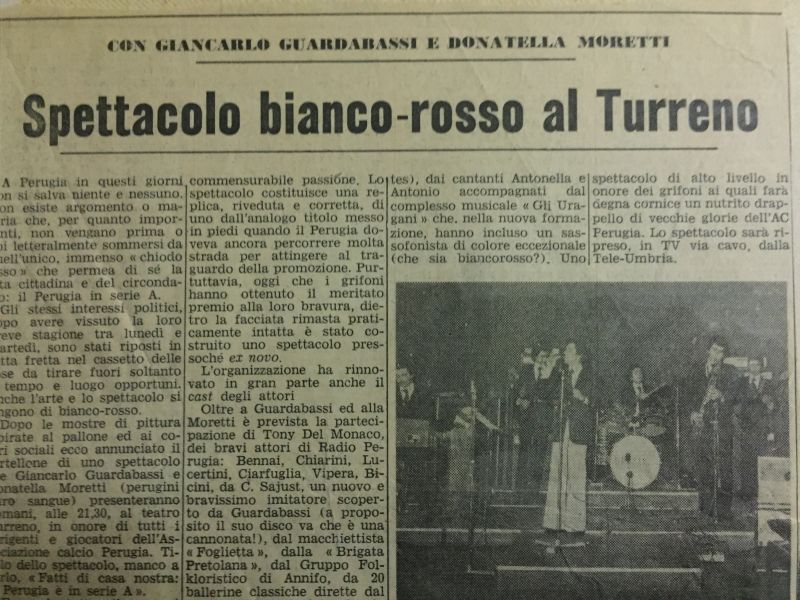 CON GIANCARLO GUARDABASSI E DONATELLA MORETTI
Spettacolo bianco-rosso al Turreno
A Perugia in questi giorni
on si salva niente e nessuno.
on esiste argomento o ma-
ria che, per quanto impor-
nti, non vengano prima o
oi letteralmente sommersi da
nell'unico, immenso « chiodo
sso » che permea di sé la
ta cittadina e del circonda-
o: il Perugia in serie A.
Gli stessi interessi politici,
opo avere vissuto la loro
reve stagione tra lunedì e
artedì, sono stati riposti in
tta fretta nel cassetto delle
se da tirare fuori soltanto
tempo e luogo opportuni.
nche l'arte e lo spettacolo si
ngono di bianco-rosso.
Dopo le mostre di pittura
pirate al pallone ed ai co-
ri sociali ecco annunciato il
rtellone di uno spettacolo
e Giancarlo Guardabassi e
onatella Moretti (perugini
ro sangue) presenteranno
mani, alle 21,30, al teatro
urreno, in onore di tutti i
rigenti e giocatori dell'As-
ciazione calcio Perugia. Ti-
lo dello spettacolo, manco a
rlo, « Fatti di casa nostra:
Perugia è in serie A ».
commensurabile passione. Lo
spettacolo costituisce una re-
plica, riveduta e corretta, di
uno dall'analogo titolo messo
in piedi quando il Perugia do-
veva ancora percorrere molta
strada per attingere al tra-
guardo della promozione. Pur-
tuttavia, oggi che i grifoni
hanno ottenuto il meritato
premio alla loro bravura, die-
tro la facciata rimasta prati-
camente intatta è stato co-
struito uno spettacolo pres-
soché ex novo.
L'organizzazione ha rinno-
vato in gran parte anche il
cast degli attori
Oltre a Guardabassi ed alla
Moretti è prevista la parteci-
pazione di Tony Del Monaco,
dei bravi attori di Radio Pe-
rugia: Bennai, Chiarini, Lu-
certini, Ciarfuglia, Vipera, Bi-
cini, da C. Sajust, un nuovo e
bravissimo imitatore scoper-
to da Guardabassi (a propo-
sito il suo disco va che è una
cannonata!), dal macchiettista
« Foglietta », dalla « Brigata
Pretolana », dal Gruppo Fol-
kloristico di Annifo, da 20
ballerine classiche dirette dal
tes), dai cantanti Antonella e
Antonio accompagnati dal
complesso musicale « Gli Ura-
gani » che, nella nuova forma-
zione, hanno incluso un sas-
sofonista di colore eccezionale
(che sia biancorosso?). Uno
spettacolo di alto livello in
onore dei grifoni ai quali farà
degna cornice un nutrito drap-
pello di vecchie glorie dell'AC
Perugia. Lo spettacolo sarà ri-
preso, in TV via cavo, dalla
Tele-Umbria.